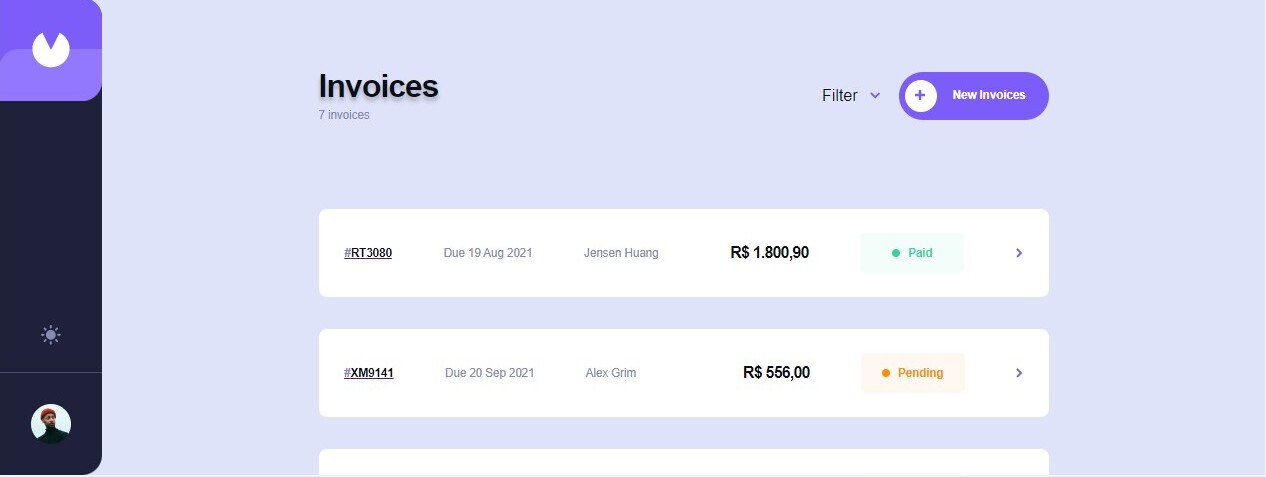 Invoices
7 invoices
Filter
New Invoices
#RT3080 Due 19 Aug 2021 Jensen Huang R$ 1.800,90 Paid
#XM9141 Due 20 Sep 2021 Alex Grim R$ 556,00 Pending